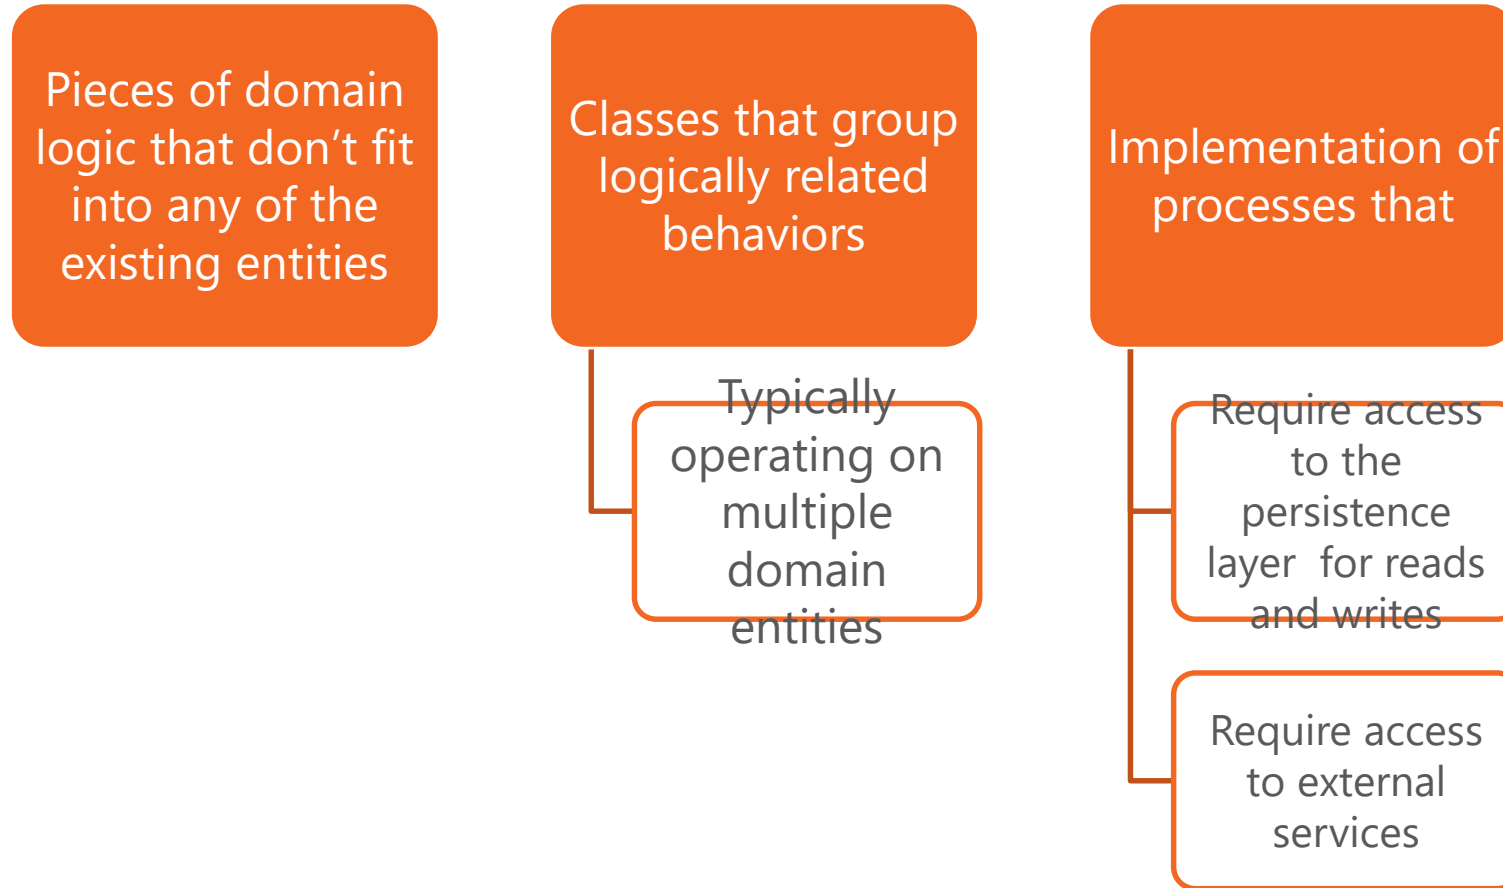 Pieces of domain
logic that don’t fit
into any of the
existing entities
Classes that group
logically related
behaviors
Typically
operating on
multiple
domain
entities
Implementation of
processes that
Require access
to the
persistence
layer  for reads
and writes
Require access
to external
services